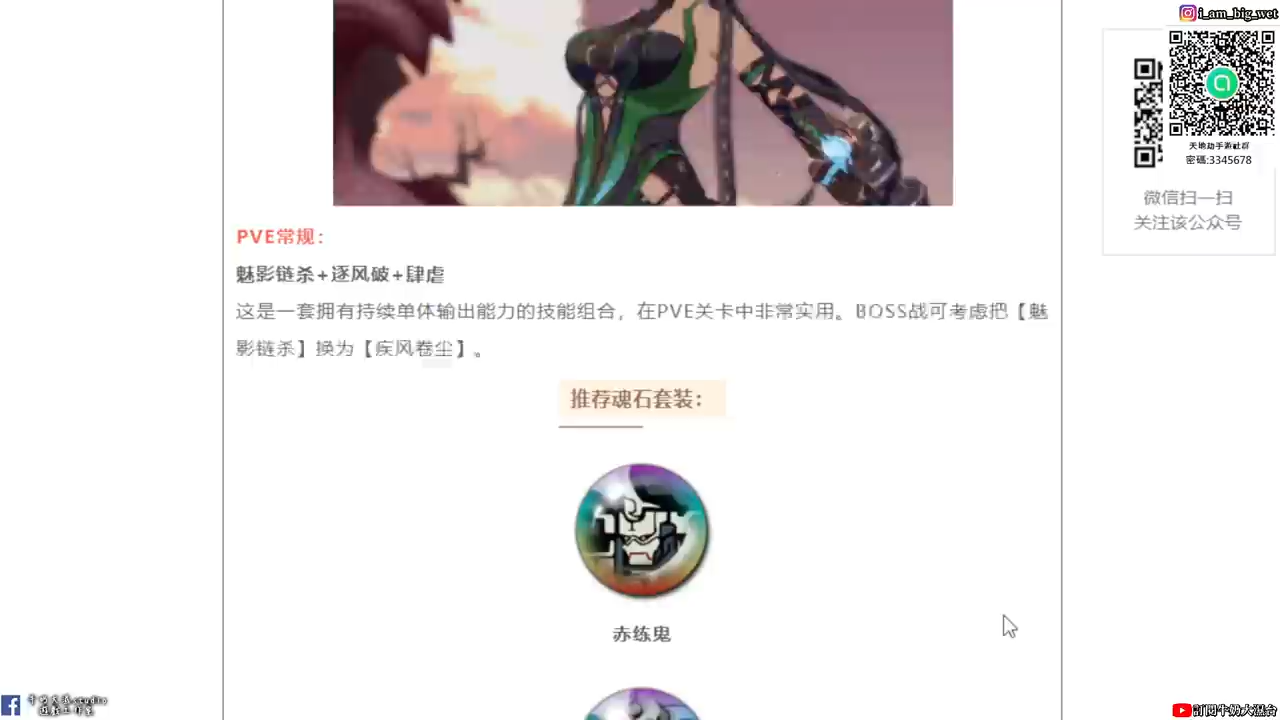 i_am_big_wet
天地劫手游社群
密碼:3345678
微信扫一扫
关注该公众号
PVE常规：
魅影链杀+逐风破+肆虐
这是一套拥有持续单体输出能力的技能组合，在PVE关卡中非常实用。BOSS战可考虑把【魅
影链杀】换为【疾风卷尘】。
推荐魂石套装：
赤练鬼
studio
訂閱牛奶大混台